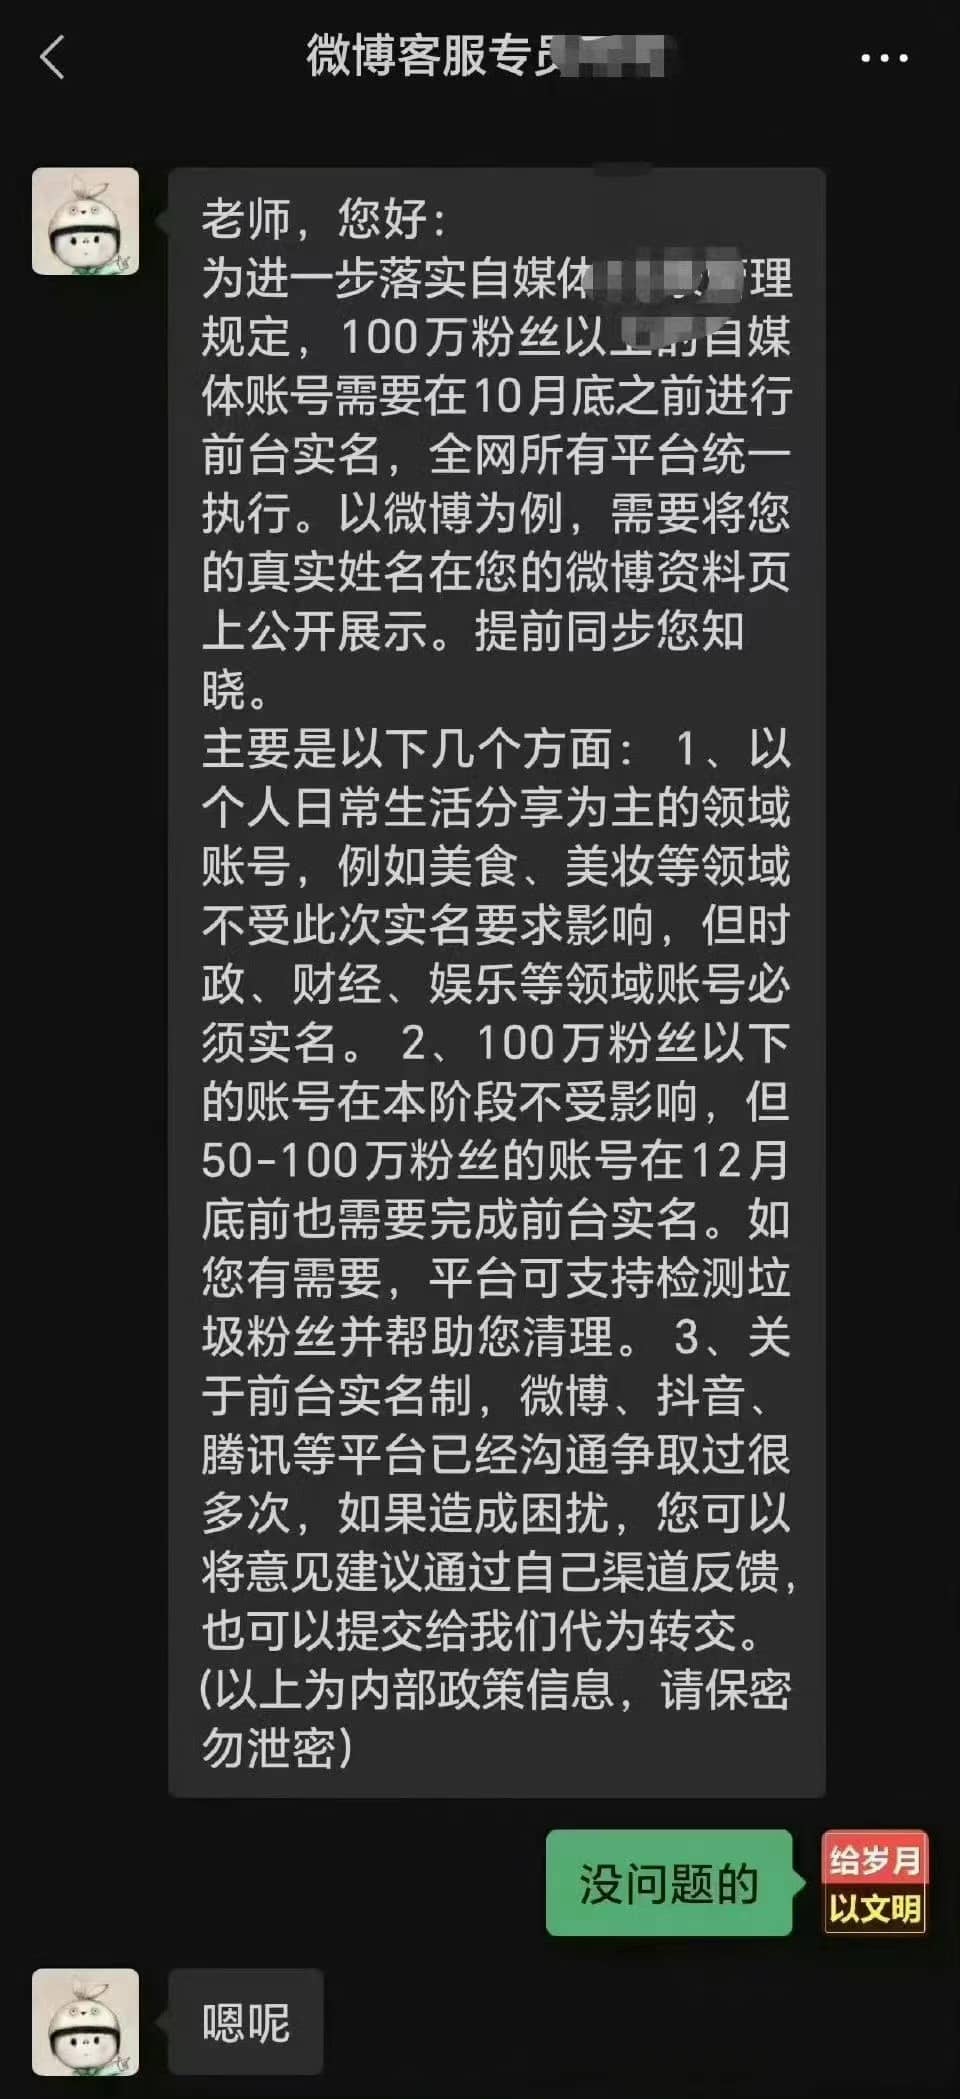 微博客服专员
老师，您好：
为进一步落实自媒体管理
规定，100万粉丝以上的自媒
体账号需要在10月底之前进行
前台实名，全网所有平台统一
执行。以微博为例，需要将您
的真实姓名在您的微博资料页
上公开展示。提前同步您知
晓。
主要是以下几个方面： 1、以
个人日常生活分享为主的领域
账号，例如美食、美妆等领域
不受此次实名要求影响，但时
政、财经、娱乐等领域账号必
须实名。 2、100万粉丝以下
的账号在本阶段不受影响，但
50-100万粉丝的账号在12月
底前也需要完成前台实名。如
您有需要，平台可支持检测垃
圾粉丝并帮助您清理。 3、关
于前台实名制，微博、抖音、
腾讯等平台已经沟通争取过很
多次，如果造成困扰，您可以
将意见建议通过自己渠道反馈，
也可以提交给我们代为转交。
(以上为内部政策信息，请保密
勿泄密)
没问题的
给岁月
以文明
嗯呢